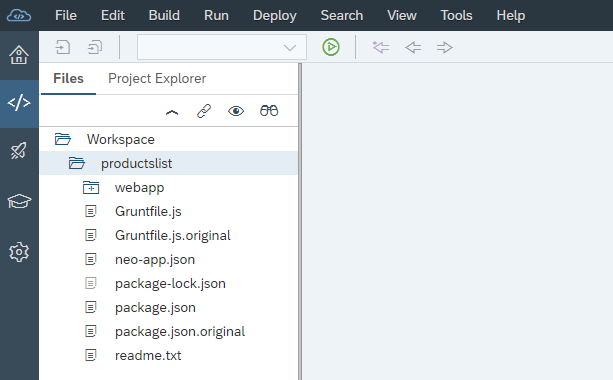 File Edit Build Run Deploy Search View Tools Help
Files Project Explorer
Workspace
productslist
webapp
Gruntfile.js
Gruntfile.js.original
neo-app.json
package-lock.json
package.json
package.json.original
readme.txt